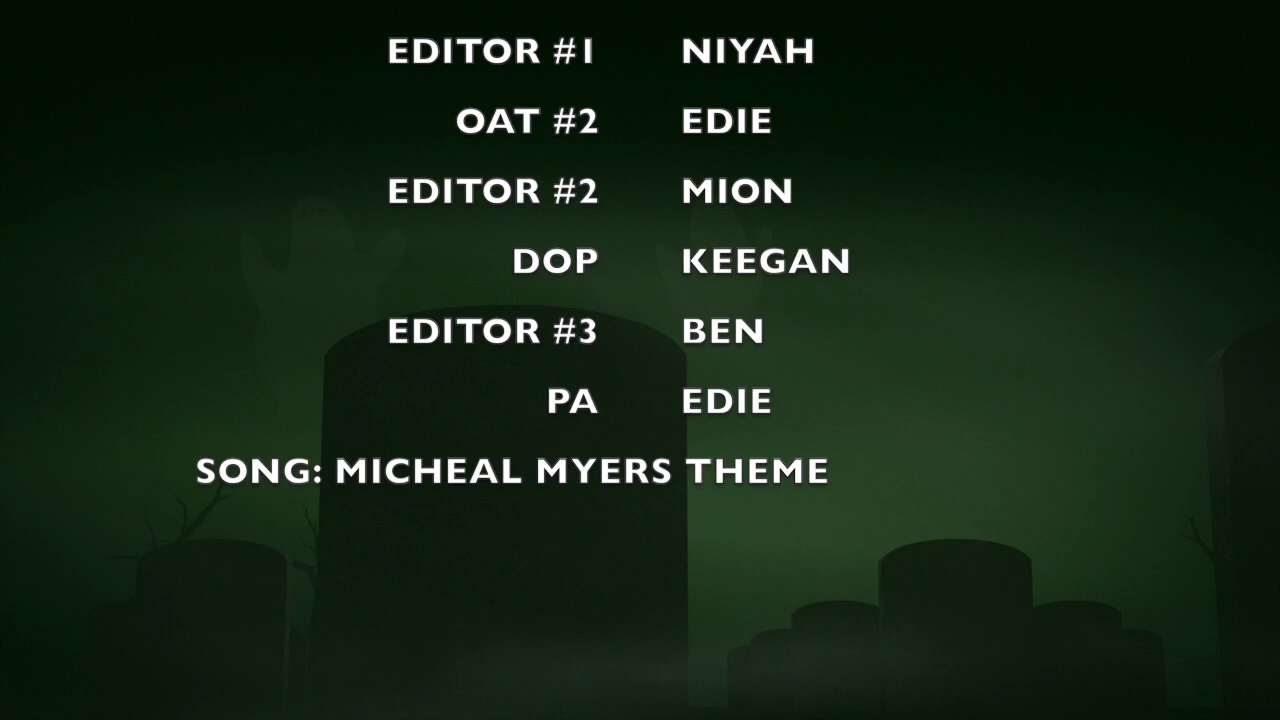 EDITOR #1 NIYAH
OAT #2 EDIE
EDITOR #2 MION
DOP KEEGAN
EDITOR #3 BEN
PA EDIE
SONG: MICHEAL MYERS THEME